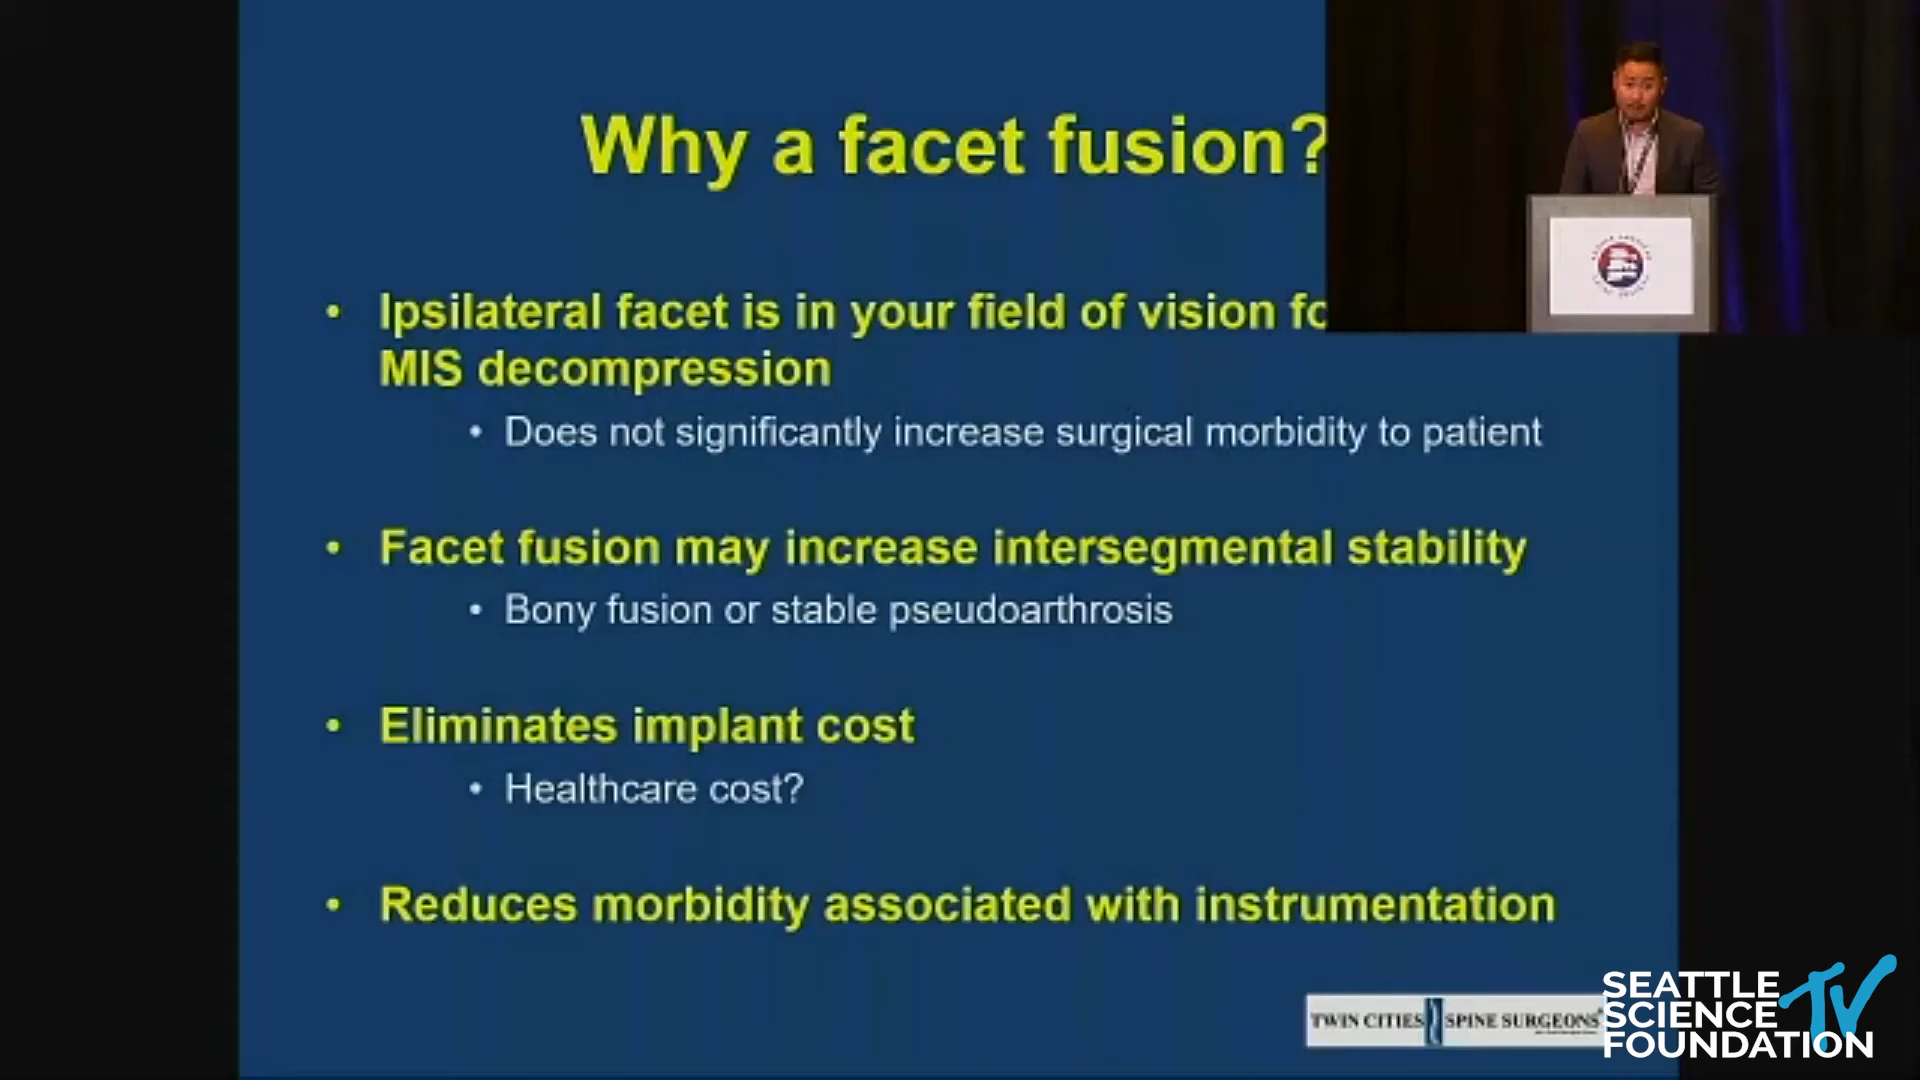 Why a facet fusion?
• Ipsilateral facet is in your field of vision fo
MIS decompression
• Does not significantly increase surgical morbidity to patient
• Facet fusion may increase intersegmental stability
• Bony fusion or stable pseudoarthrosis
• Eliminates implant cost
• Healthcare cost?
• Reduces morbidity associated with instrumentation
TWIN CITIES SPINE SURGEONS
SEATTLE
SCIENCE TV
FOUNDATION